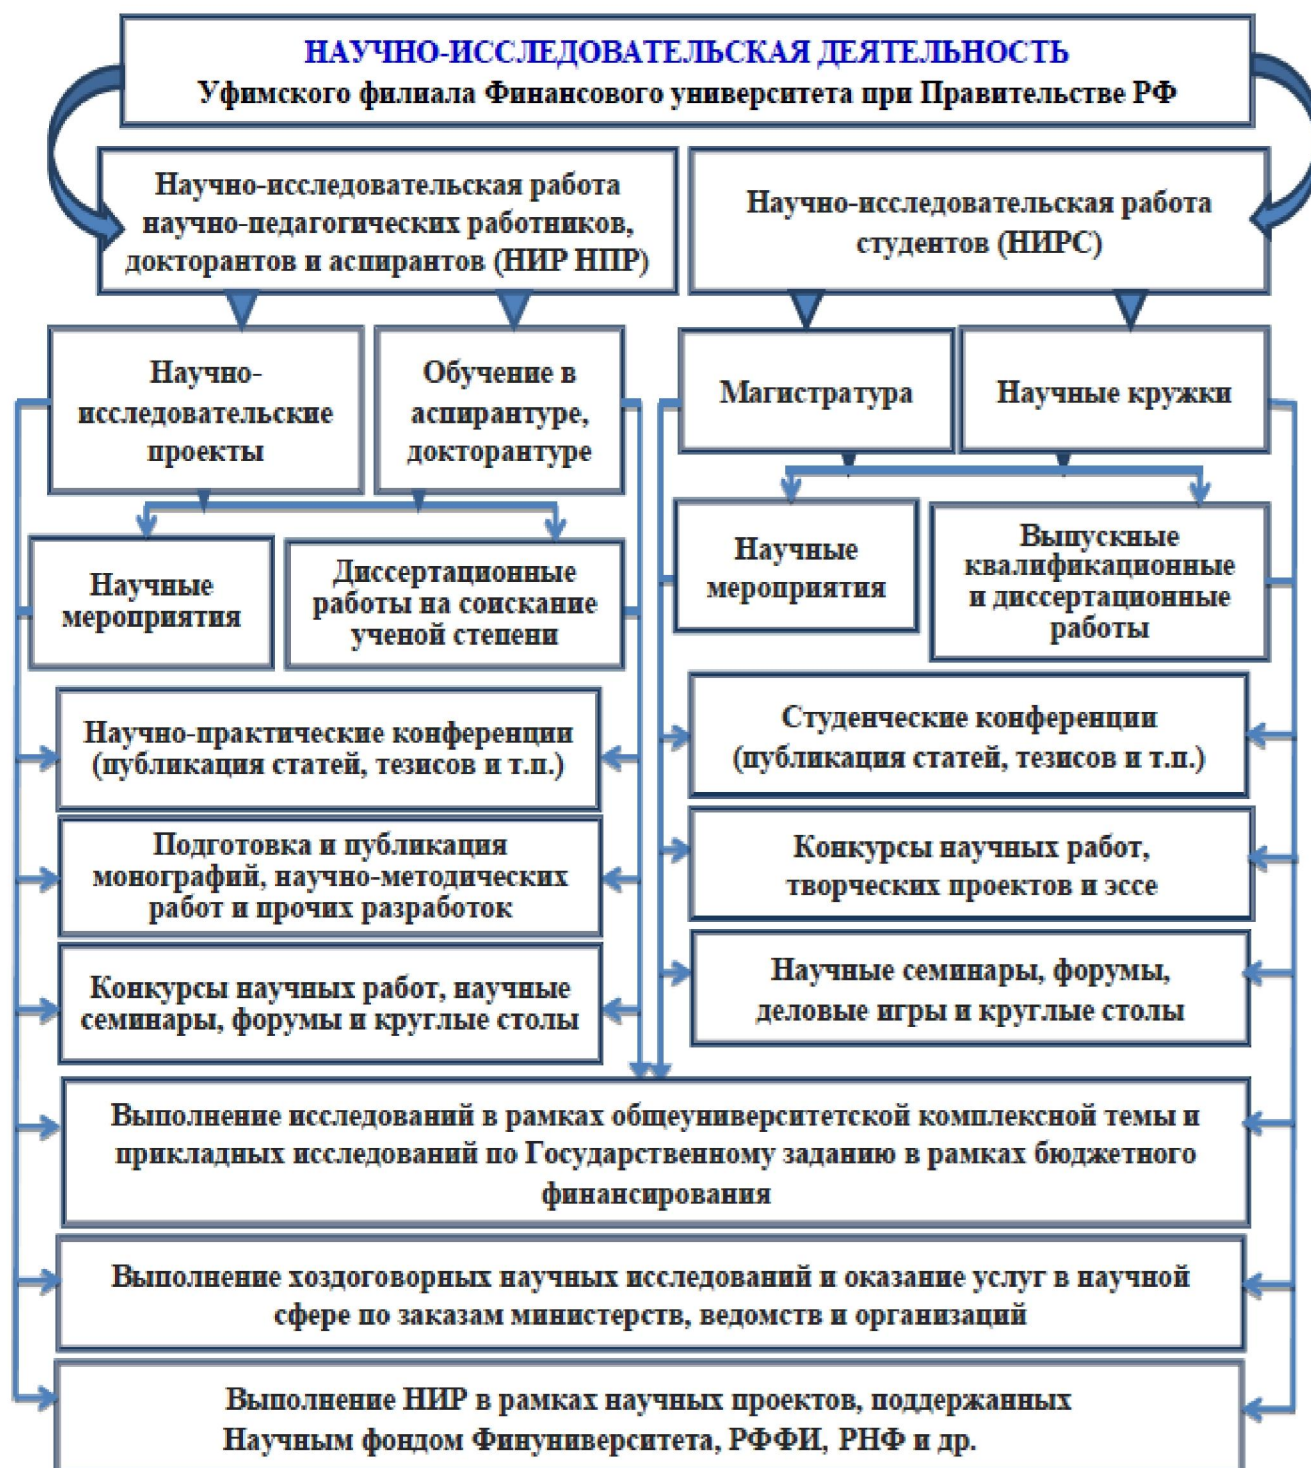 НАУЧНО-ИССЛЕДОВАТЕЛЬСКАЯ ДЕЯТЕЛЬНОСТЬ
Уфимского филиала Финансового университета при Правительстве РФ
Научно-исследовательская работа
научно-педагогических работников,
докторантов и аспирантов (НИР НПР)
Научно-исследовательская работа
студентов (НИРС)
Научно-
исследовательские
проекты
Обучение в
аспирантуре,
докторантуре
Магистратура
Научные кружки
Научные
мероприятия
Диссертационные
работы на соискание
ученой степени
Научные
мероприятия
Выпускные
квалификационные
и диссертационные
работы
Научно-практические конференции
(публикация статей, тезисов и т.п.)
Студенческие конференции
(публикация статей, тезисов и т.п.)
Подготовка и публикация
монографий, научно-методических
работ и прочих разработок
Конкурсы научных работ,
творческих проектов и эссе
Конкурсы научных работ, научные
семинары, форумы и круглые столы
Научные семинары, форумы,
деловые игры и круглые столы
Выполнение исследований в рамках общеуниверситетской комплексной темы и
прикладных исследований по Государственному заданию в рамках бюджетного
финансирования
Выполнение хоздоговорных научных исследований и оказание услуг в научной
сфере по заказам министерств, ведомств и организаций
Выполнение НИР в рамках научных проектов, поддержанных
Научным фондом Финуниверситета, РФФИ, РНФ и др.